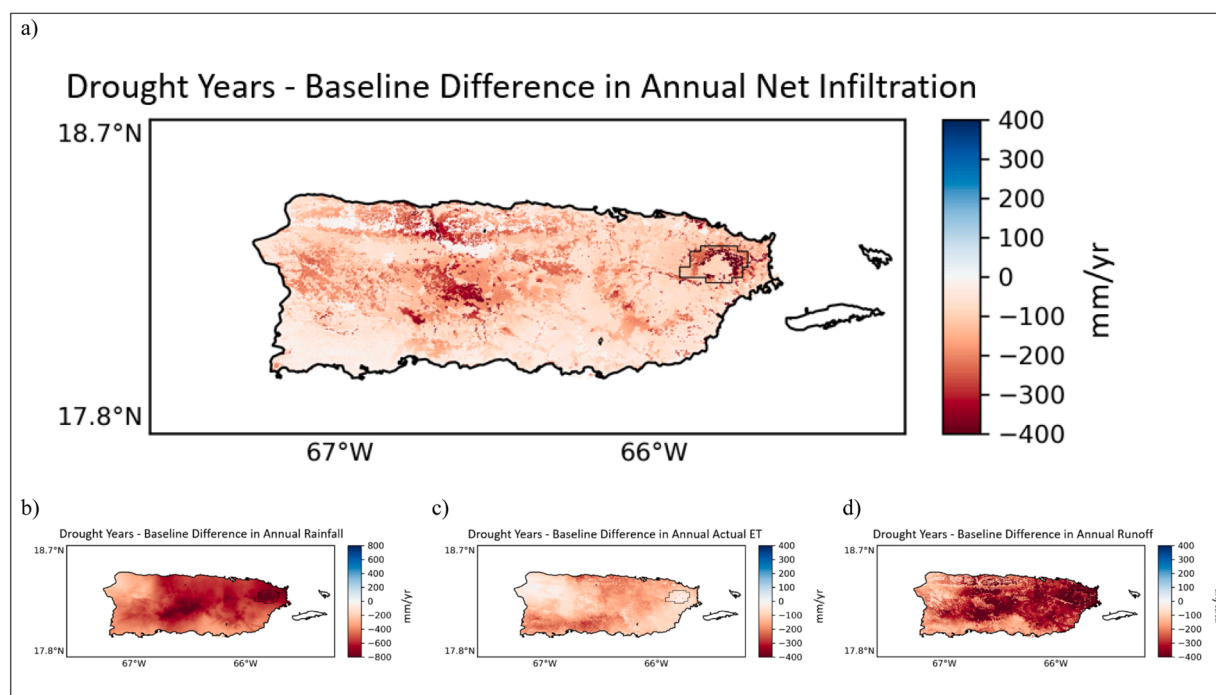 a)
Drought Years - Baseline Difference in Annual Net Infiltration
18.7°N
17.8°N
67°W
66°W
400
300
200
100
0
−100
−200
−300
−400
mm/yr
b)
Drought Years - Baseline Difference in Annual Rainfall
18.7°N
17.8°N
67°W
66°W
800
600
400
200
0
−200
−400
−600
−800
mm/yr
c)
Drought Years - Baseline Difference in Annual Actual ET
18.7°N
17.8°N
67°W
66°W
400
300
200
100
0
−100
−200
−300
−400
mm/yr
d)
Drought Years - Baseline Difference in Annual Runoff
18.7°N
17.8°N
67°W
66°W
400
300
200
100
0
−100
−200
−300
−400
mm/yr